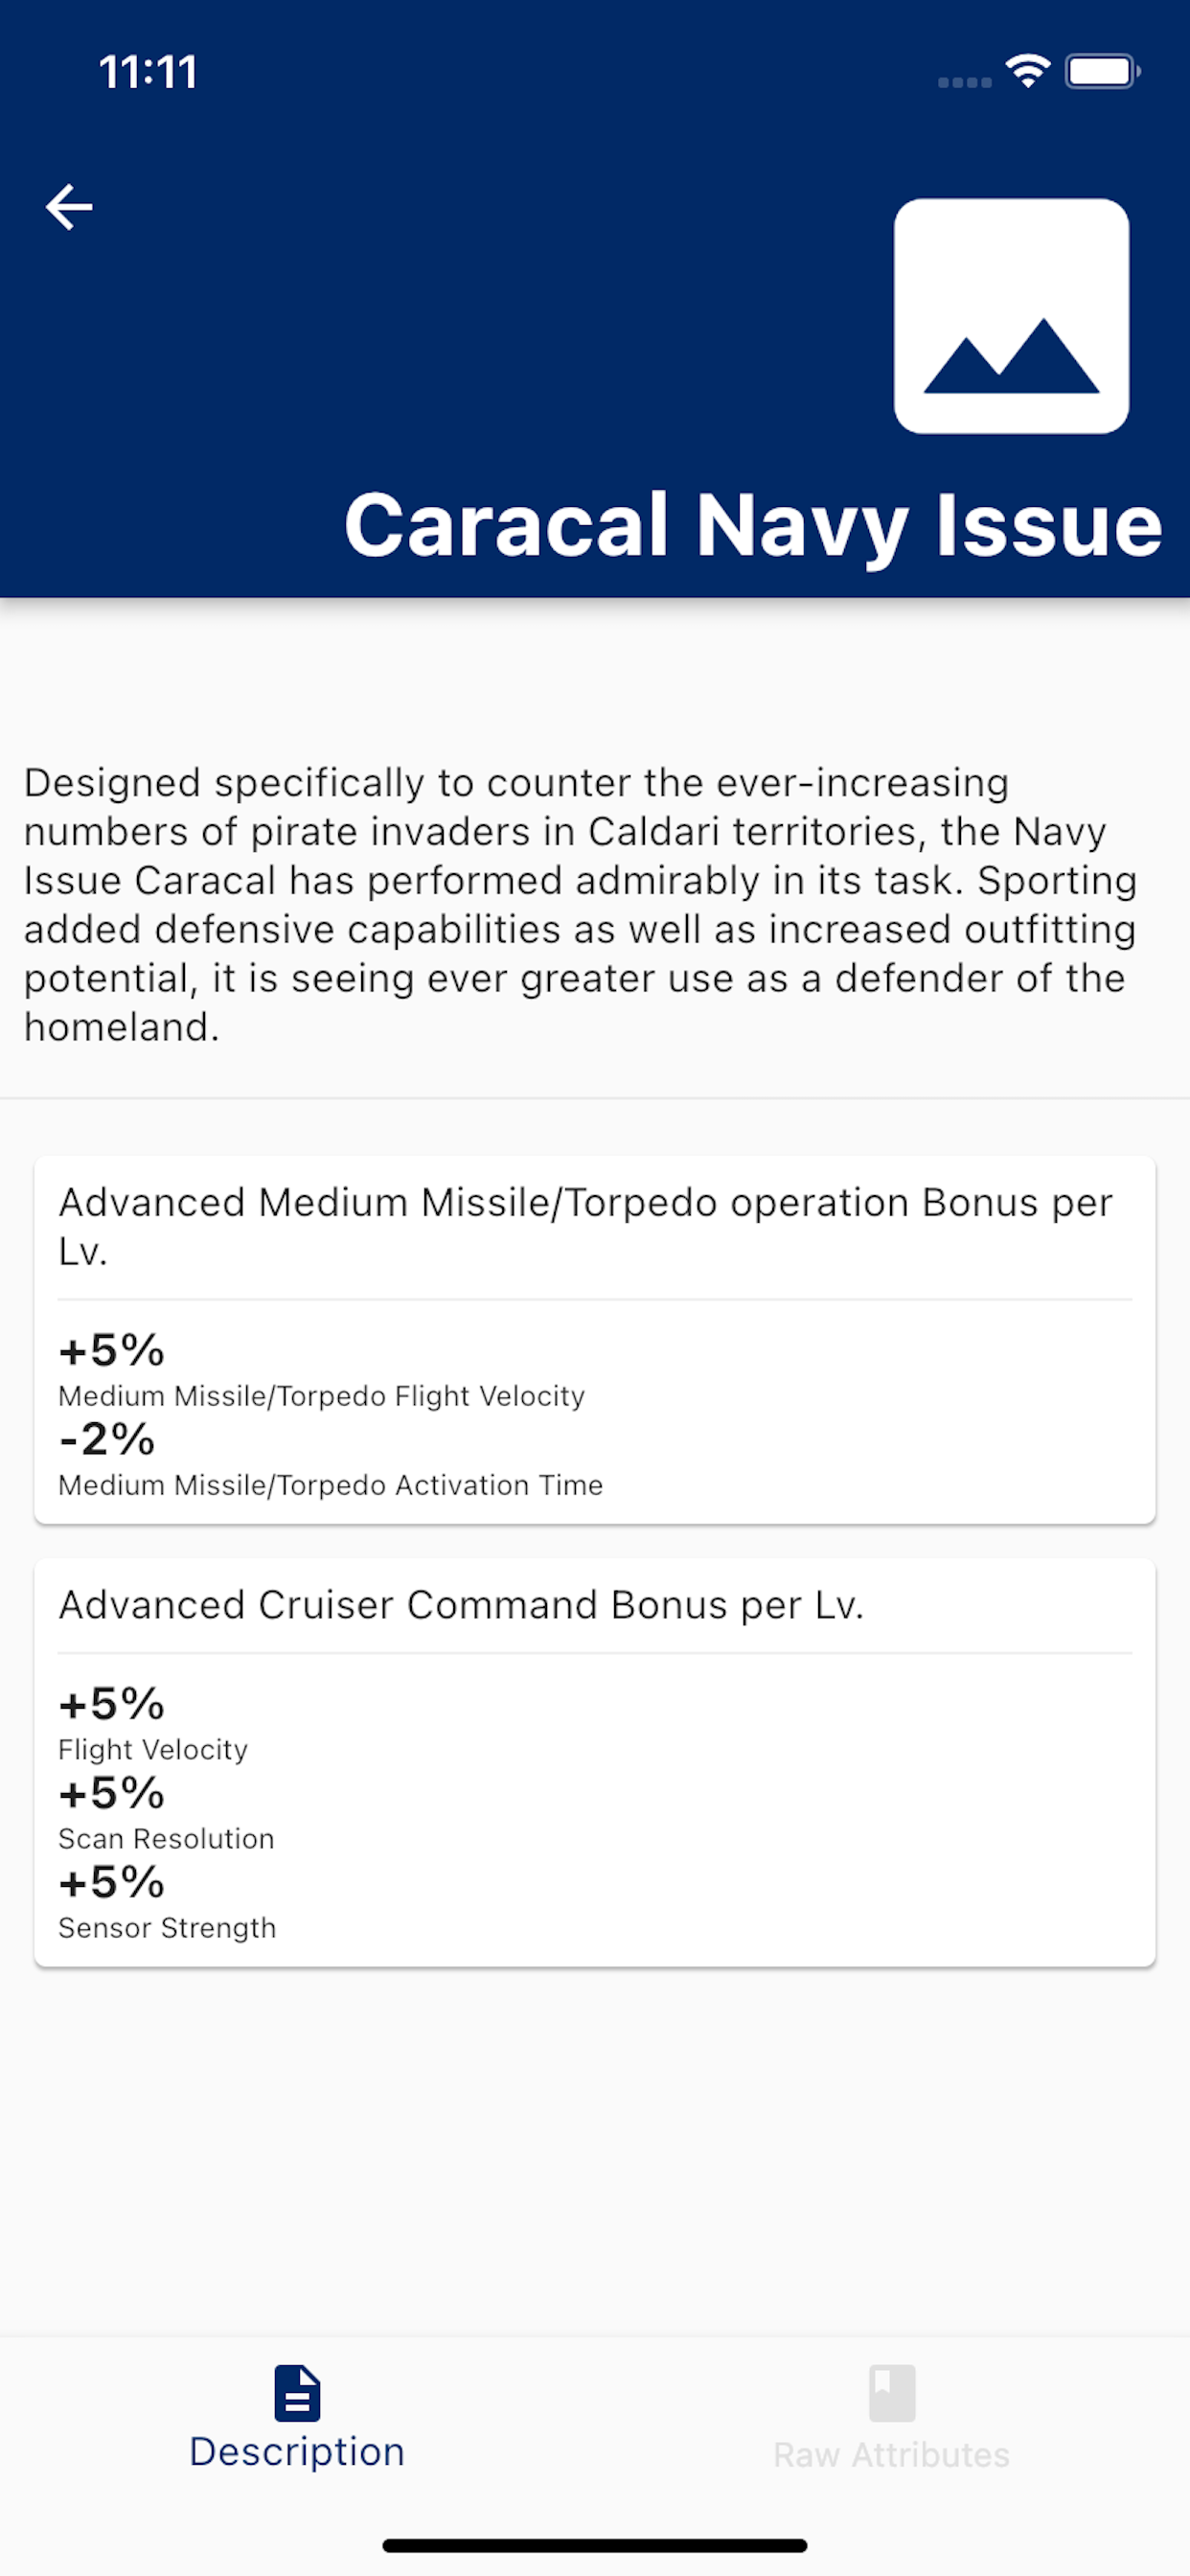 11:11
Caracal Navy Issue
Designed specifically to counter the ever-increasing
numbers of pirate invaders in Caldari territories, the Navy
Issue Caracal has performed admirably in its task. Sporting
added defensive capabilities as well as increased outfitting
potential, it is seeing ever greater use as a defender of the
homeland.
Advanced Medium Missile/Torpedo operation Bonus per
Lv.
+5%
Medium Missile/Torpedo Flight Velocity
-2%
Medium Missile/Torpedo Activation Time
Advanced Cruiser Command Bonus per Lv.
+5%
Flight Velocity
+5%
Scan Resolution
+5%
Sensor Strength
Description
Raw Attributes